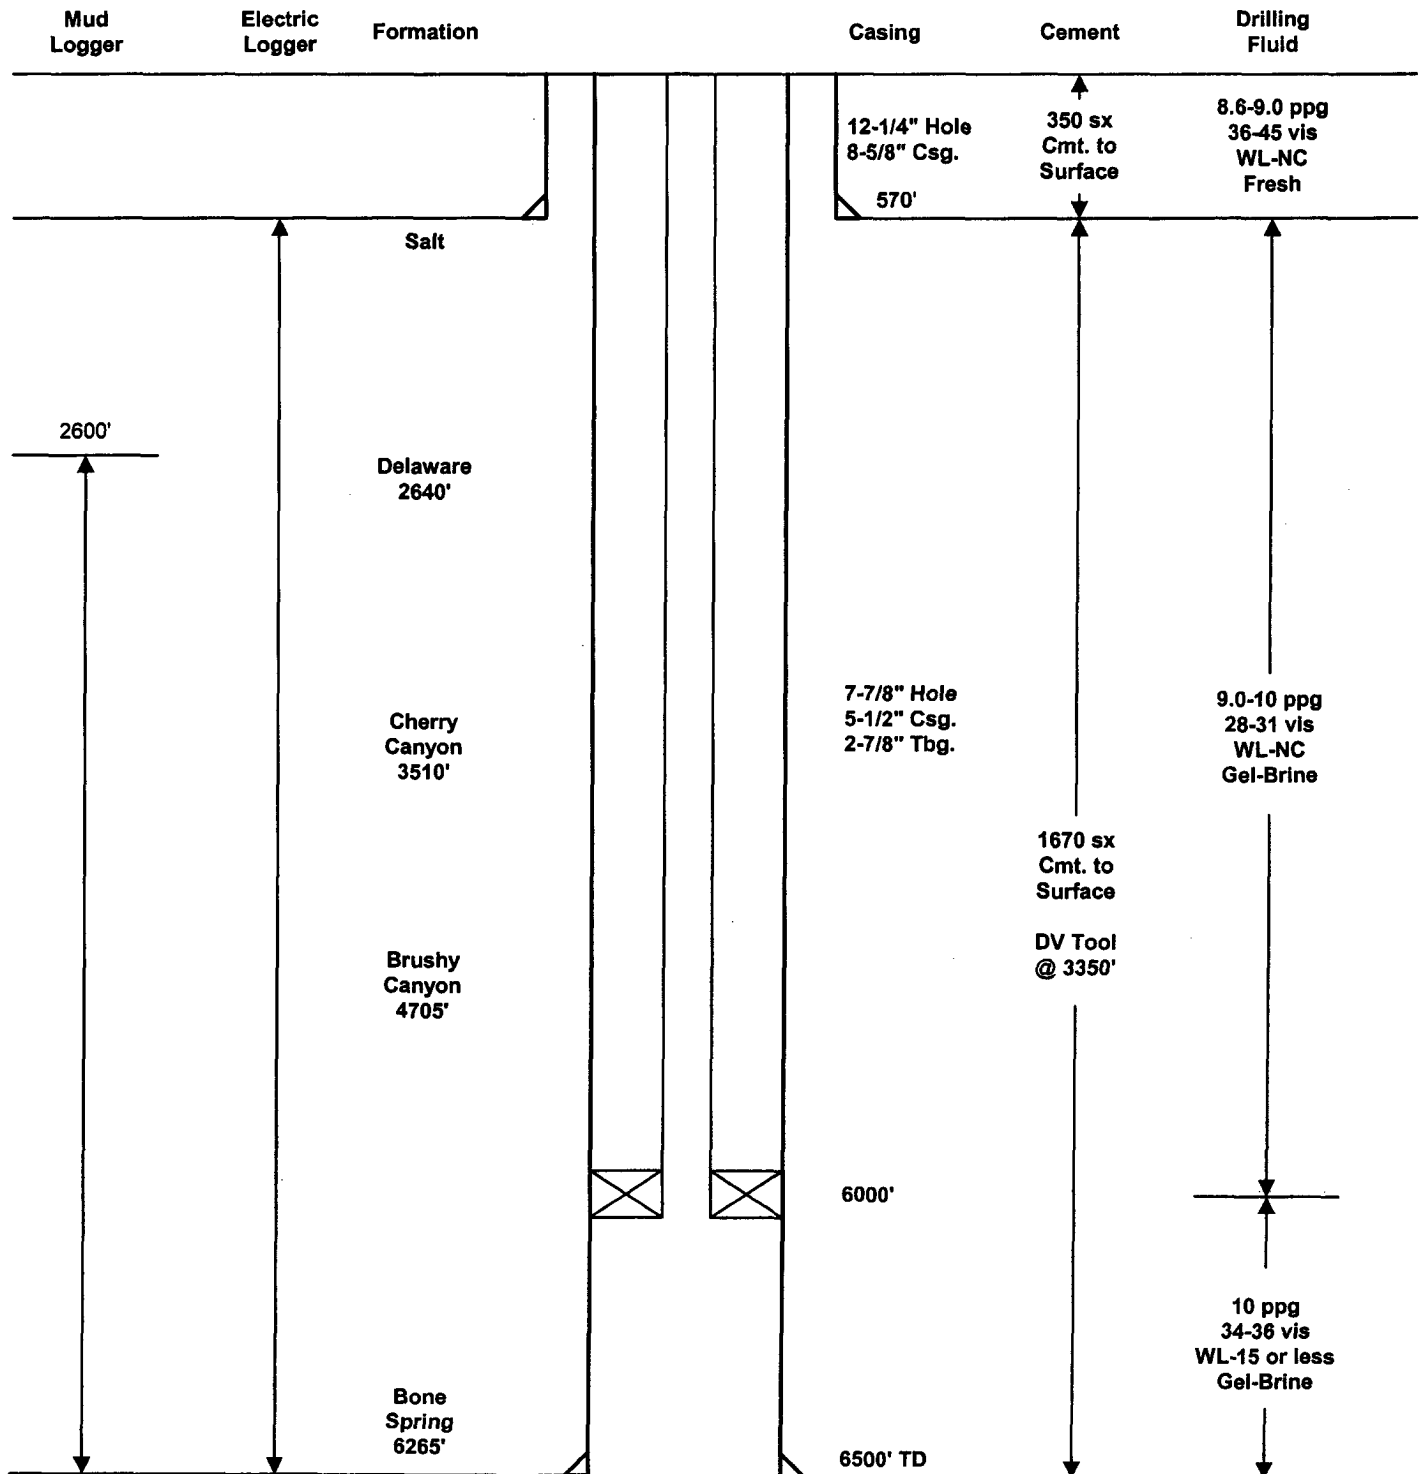 Mud
Logger
Electric
Logger
Formation
Casing
Cement
Drilling
Fluid
12-1/4" Hole
8-5/8" Csg.
570'
350 sx
Cmt. to
Surface
8.6-9.0 ppg
36-45 vis
WL-NC
Fresh
Salt
2600'
Delaware
2640'
Cherry
Canyon
3510'
7-7/8" Hole
5-1/2" Csg.
2-7/8" Tbg.
9.0-10 ppg
28-31 vis
WL-NC
Gel-Brine
1670 sx
Cmt. to
Surface
DV Tool
@ 3350'
Brushy
Canyon
4705'
6000'
10 ppg
34-36 vis
WL-15 or less
Gel-Brine
Bone
Spring
6265'
6500' TD